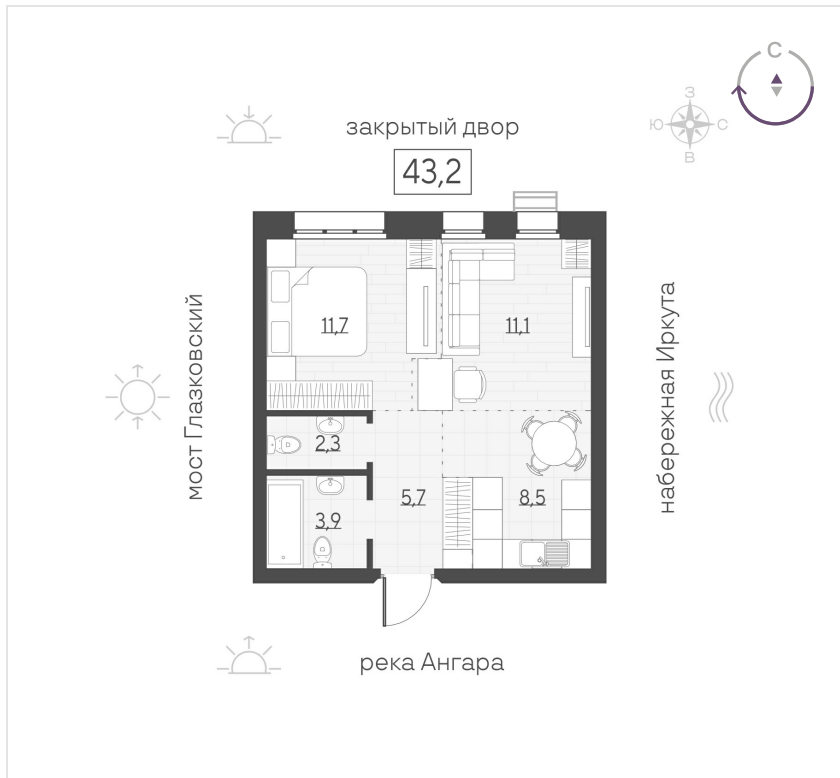 С
З
Ю
С
В
закрытый двор
43,2
мост Глазковский
набережная Иркута
11,7
11,1
2,3
5,7
8,5
3,9
река Ангара